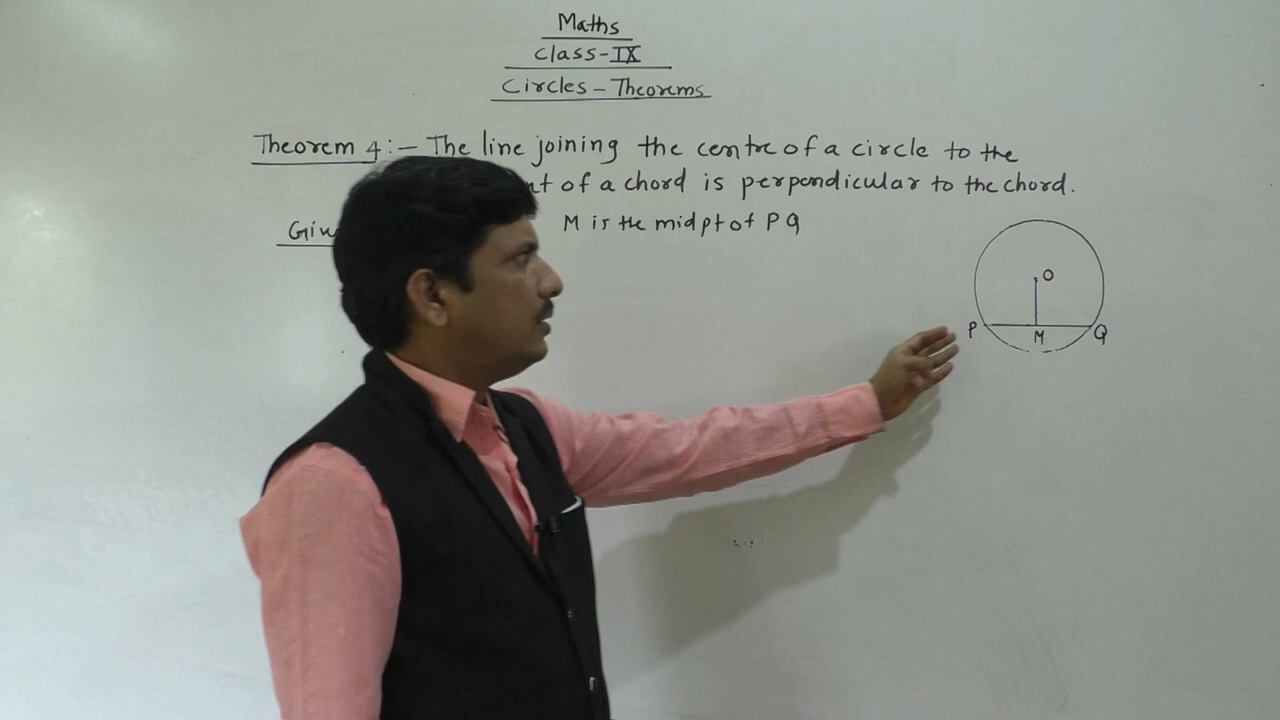 Maths
Class-IX
Circles - Theorems
Theorem 4:- The line joining the centre of a circle to the
of a chord is perpendicular to the chord.
M is the mid pt of PQ
O
P M Q